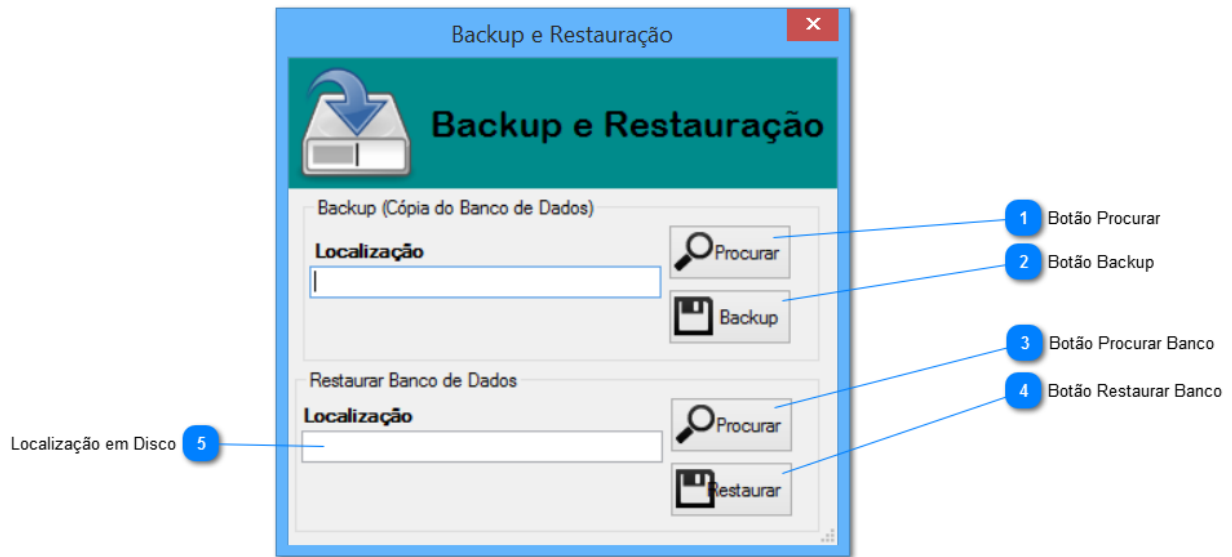 Backup e Restauração
Backup e Restauração
Backup (Cópia do Banco de Dados)
Localização
Procurar
Backup
Restaurar Banco de Dados
Localização
Procurar
Restaurar
1 Botão Procurar
2 Botão Backup
3 Botão Procurar Banco
4 Botão Restaurar Banco
Localização em Disco 5